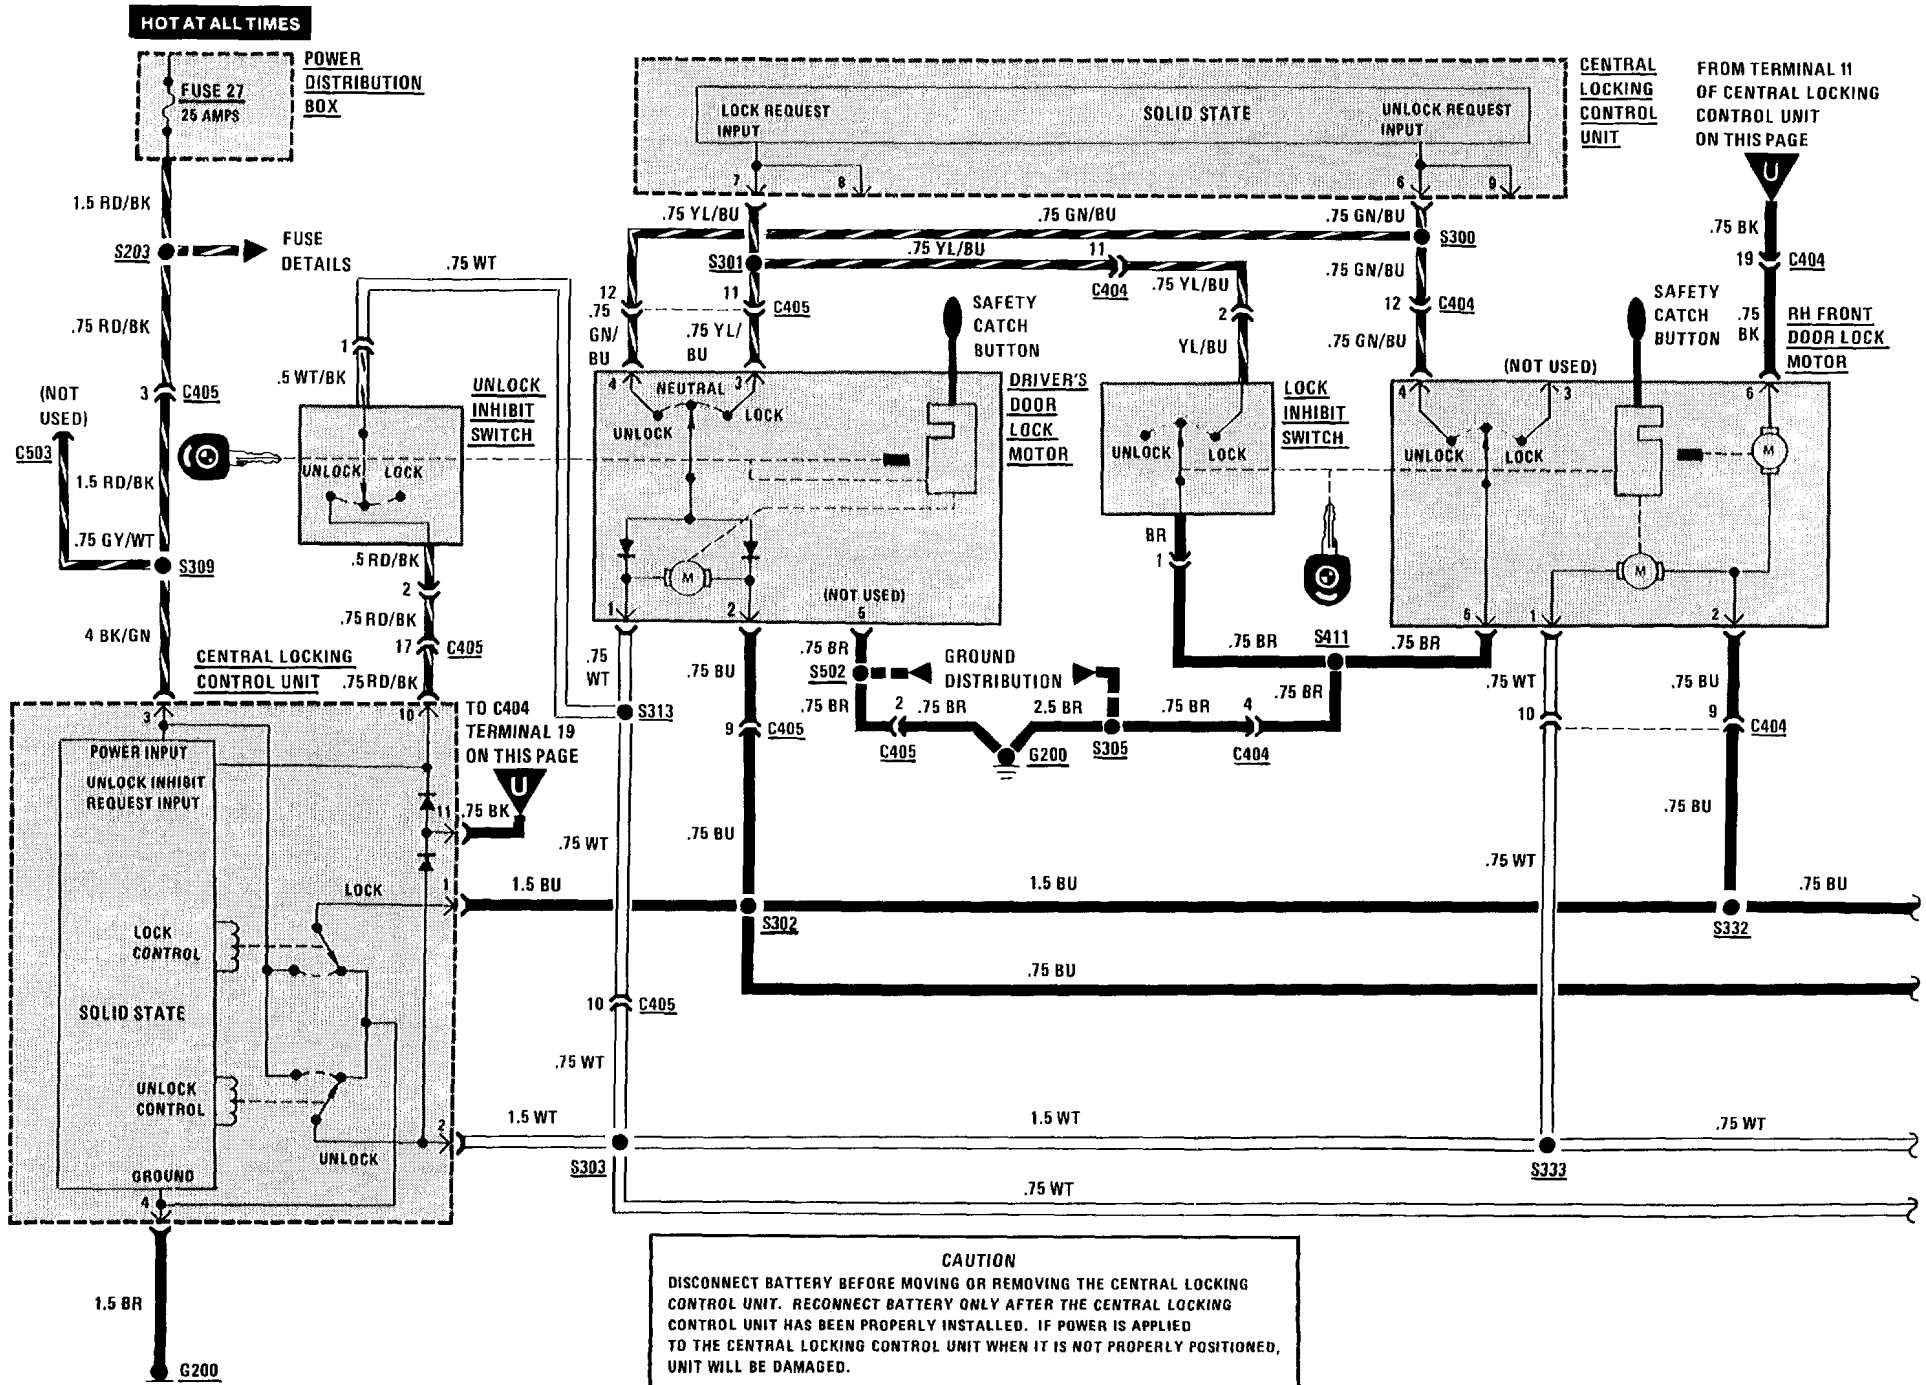 HOT AT ALL TIMES
POWER
DISTRIBUTION
BOX
FUSE 27
25 AMPS
CENTRAL
LOCKING
CONTROL
UNIT
FROM TERMINAL 11
OF CENTRAL LOCKING
CONTROL UNIT
ON THIS PAGE
U
LOCK REQUEST
INPUT
SOLID STATE
UNLOCK REQUEST
INPUT
7
8
6
9
1.5 RD/BK
S203
FUSE
DETAILS
.75 WT
.75 YL/BU
.75 GN/BU
.75 GN/BU
S300
.75 BK
19
C404
S301
.75 YL/BU
11
C404
.75 YL/BU
.75 GN/BU
12
C404
.75 RD/BK
12
.75
GN/
BU
11
C405
.75 YL/
BU
SAFETY
CATCH
BUTTON
2
YL/BU
.75 GN/BU
SAFETY
CATCH
BUTTON
.75
BK
RH FRONT
DOOR LOCK
MOTOR
1
.5 WT/BK
3
C405
(NOT
USED)
C503
UNLOCK
INHIBIT
SWITCH
4
NEUTRAL
3
UNLOCK
LOCK
DRIVER'S
DOOR
LOCK
MOTOR
LOCK
INHIBIT
SWITCH
UNLOCK
LOCK
(NOT USED)
4
3
6
UNLOCK
LOCK
M
1.5 RD/BK
UNLOCK
LOCK
.75 GY/WT
S309
.5 RD/BK
2
M
(NOT USED)
1
2
5
BR
1
M
6
1
2
4 BK/GN
.75 RD/BK
17
C405
.75 RD/BK
CENTRAL LOCKING
CONTROL UNIT
.75
WT
.75 BU
.75 BR
S502
.75 BR
GROUND
DISTRIBUTION
.75 BR
S411
.75 BR
.75 BR
.75 WT
.75 BU
S313
9
C405
2
C405
.75 BR
G200
2.5 BR
S305
.75 BR
4
C404
10
9
C404
3
10
TO C404
TERMINAL 19
ON THIS PAGE
U
POWER INPUT
UNLOCK INHIBIT
REQUEST INPUT
11
.75 BK
.75 WT
.75 BU
.75 WT
.75 BU
LOCK
1
1.5 BU
S302
1.5 BU
S332
.75 BU
LOCK
CONTROL
.75 BU
SOLID STATE
10
C405
.75 WT
UNLOCK
CONTROL
UNLOCK
2
1.5 WT
S303
1.5 WT
S333
.75 WT
.75 WT
GROUND
4
1.5 BR
G200
CAUTION
DISCONNECT BATTERY BEFORE MOVING OR REMOVING THE CENTRAL LOCKING
CONTROL UNIT. RECONNECT BATTERY ONLY AFTER THE CENTRAL LOCKING
CONTROL UNIT HAS BEEN PROPERLY INSTALLED. IF POWER IS APPLIED
TO THE CENTRAL LOCKING CONTROL UNIT WHEN IT IS NOT PROPERLY POSITIONED,
UNIT WILL BE DAMAGED.